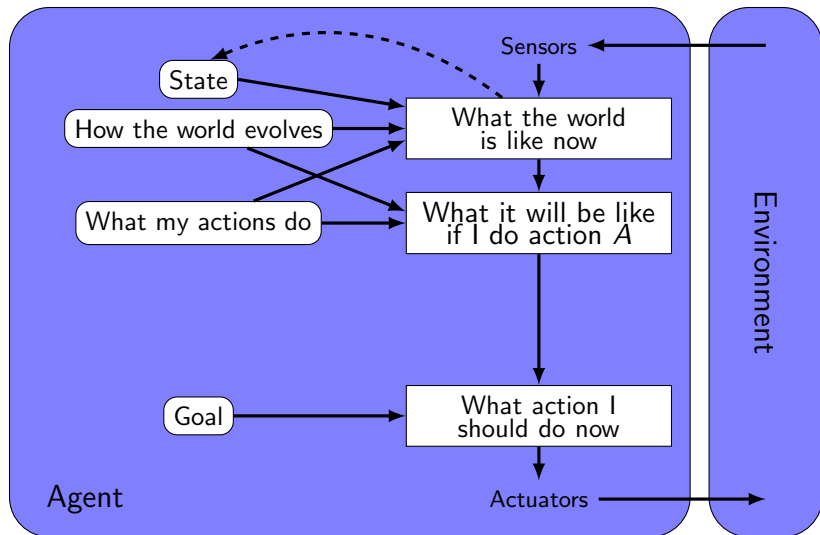 Sensors
State
What the world
is like now
How the world evolves
What my actions do
What it will be like
if I do action A
Environment
Goal
What action I
should do now
Agent
Actuators